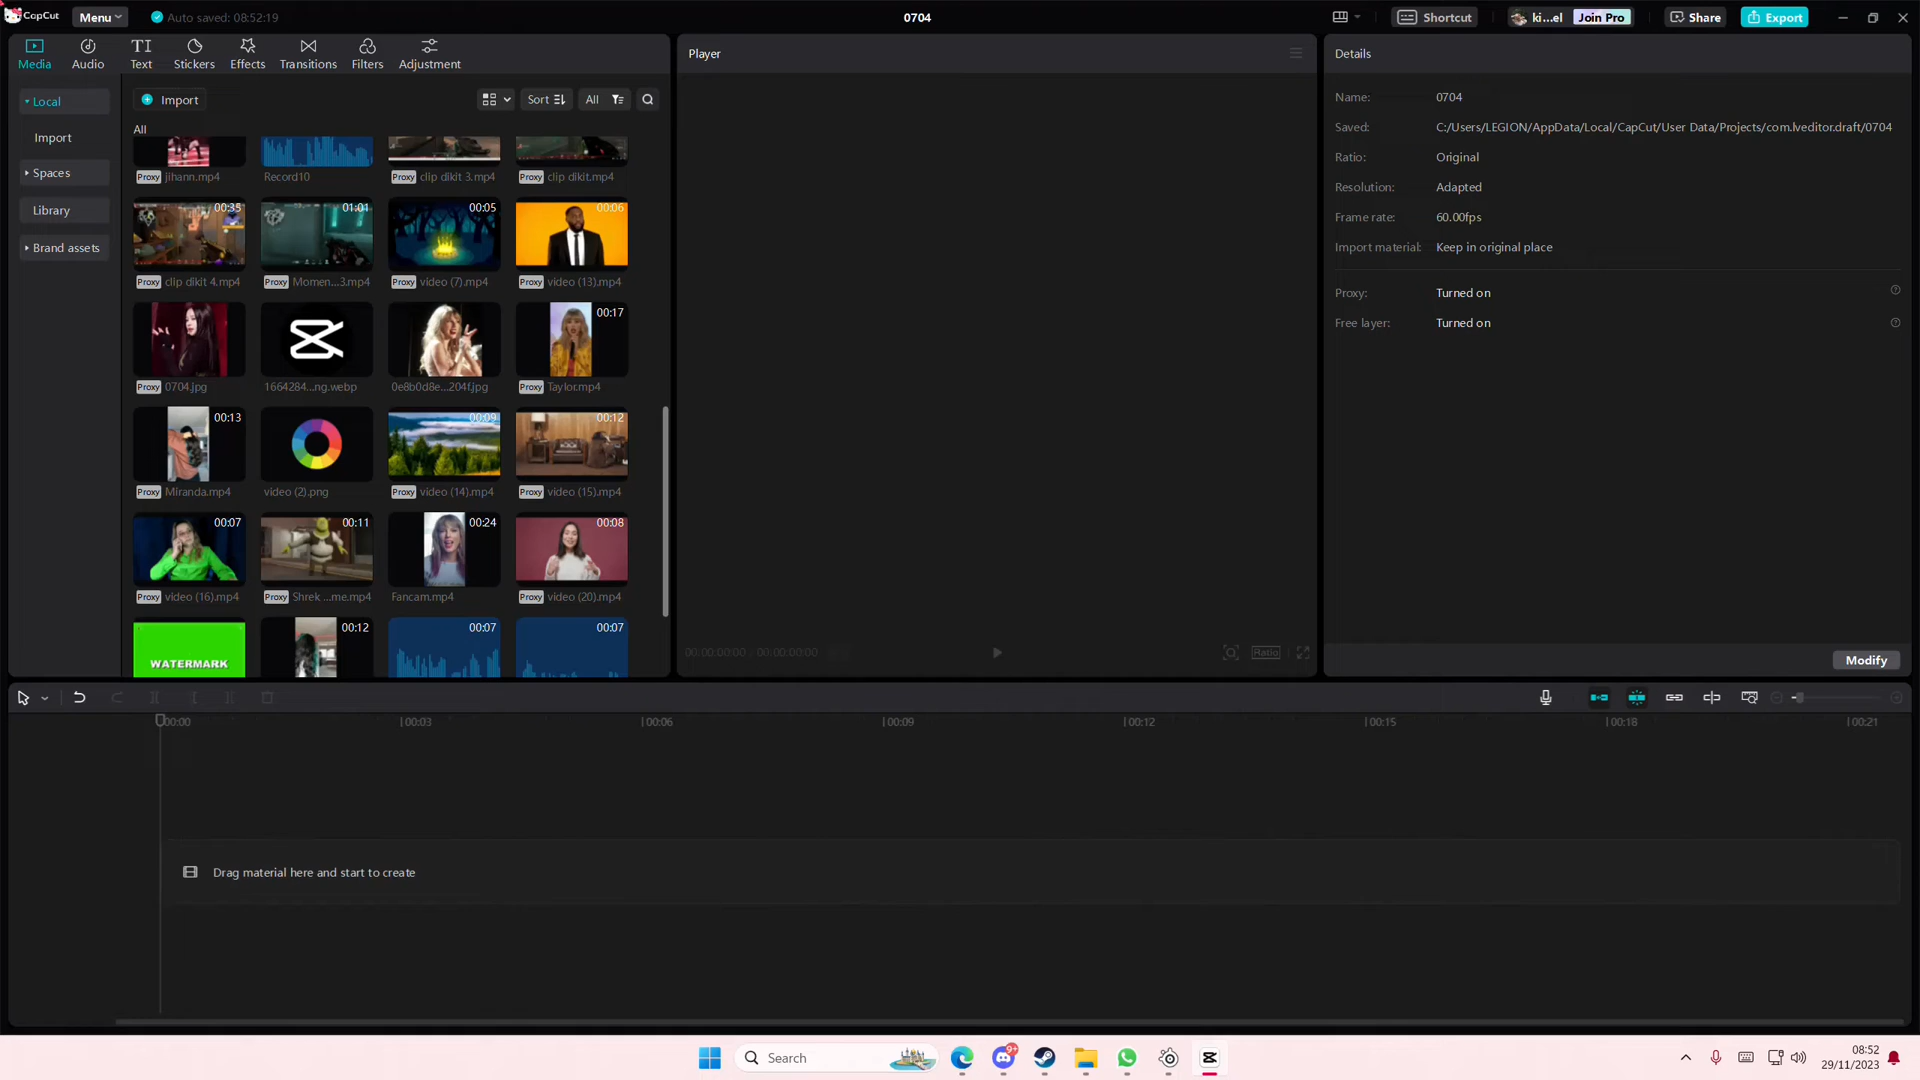 CapCut
Menu
Auto saved: 08:52:19
0704
Shortcut
ki...el
Join Pro
Share
Export
Media
Audio
TI
Text
Stickers
Effects
Transitions
Filters
Adjustment
Player
Details
Local
Import
Spaces
Library
Brand assets
Import
Sort
All
All
Proxy jihann.mp4
Record10
Proxy clip dikit 3.mp4
Proxy clip dikit.mp4
00:35
01:01
00:05
00:06
Proxy clip dikit 4.mp4
Proxy Momen...3.mp4
Proxy video (7).mp4
Proxy video (13).mp4
00:17
Proxy 0704.jpg
1664284...ng.webp
0e8b0d8e...204f.jpg
Proxy Taylor.mp4
00:13
00:09
00:12
Proxy Miranda.mp4
video (2).png
Proxy video (14).mp4
Proxy video (15).mp4
00:07
00:11
00:24
00:08
Proxy video (16).mp4
Proxy Shrek ...me.mp4
Fancam.mp4
Proxy video (20).mp4
WATERMARK
00:12
00:07
00:07
00:00:00:00
00:00:00:00
Ratio
Name: 0704
Saved: C:/Users/LEGION/AppData/Local/CapCut/User Data/Projects/com.lveditor.draft/0704
Ratio: Original
Resolution: Adapted
Frame rate: 60.00fps
Import material: Keep in original place
Proxy: Turned on
Free layer: Turned on
Modify
00:00
00:03
00:06
00:09
00:12
00:15
00:18
00:21
Drag material here and start to create
Search
9+
08:52
29/11/2023